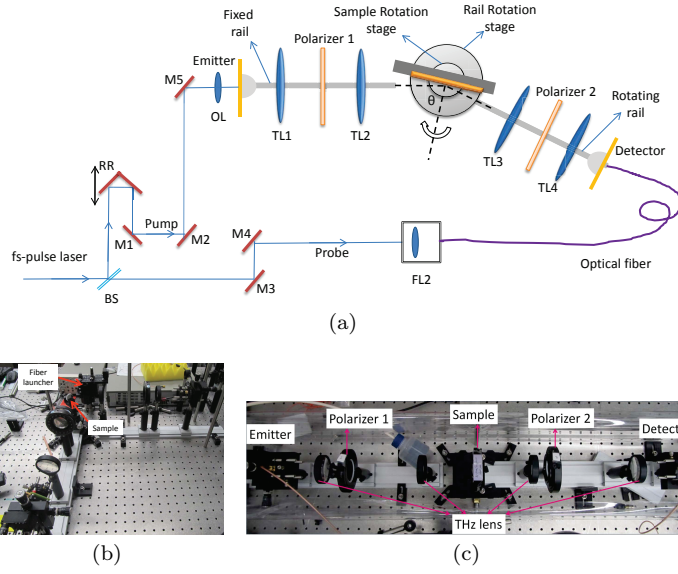 Fixed rail
Polarizer 1
Sample Rotation stage
Rail Rotation stage
Emitter
M5
OL
TL1
TL2
θ
Polarizer 2
Rotating rail
TL3
TL4
Detector
RR
M1
Pump
M2
M4
Probe
FL2
Optical fiber
fs-pulse laser
BS
M3
(a)
Fiber launcher
Sample
(b)
Emitter
Polarizer 1
Sample
Polarizer 2
Detect
THz lens
(c)